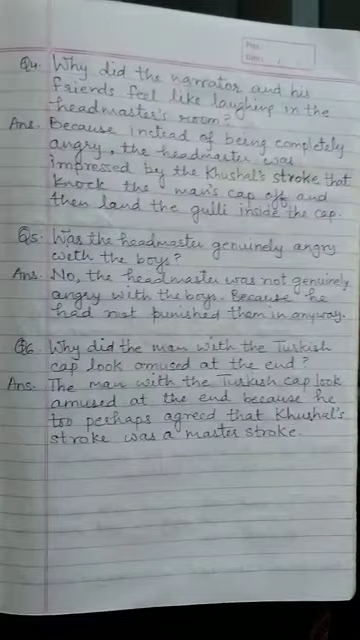 Page:
Date:
Q4. Why did the narrator and his
friends feel like laughing in the
headmaster's room?
Ans. Because instead of being completely
angry, the headmaster was
impressed by the Khushal's stroke that
knock the man's cap off and
then land the gulli inside the cap.
Q5. Was the headmaster genuinely angry
with the boys?
Ans. No, the headmaster was not genuinely
angry with the boys. Because he
had not punished them in anyway.
Q6. Why did the man with the Turkish
cap look amused at the end?
Ans. The man with the Turkish cap look
amused at the end because he
too perhaps agreed that Khushal's
stroke was a master stroke.